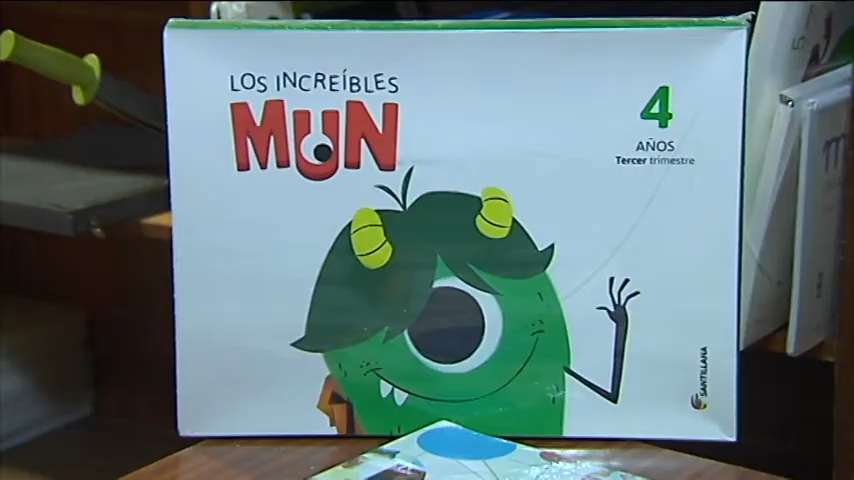 LOS INCREÍBLES
MUN
4
AÑOS
Tercer trimestre
SANTILLANA